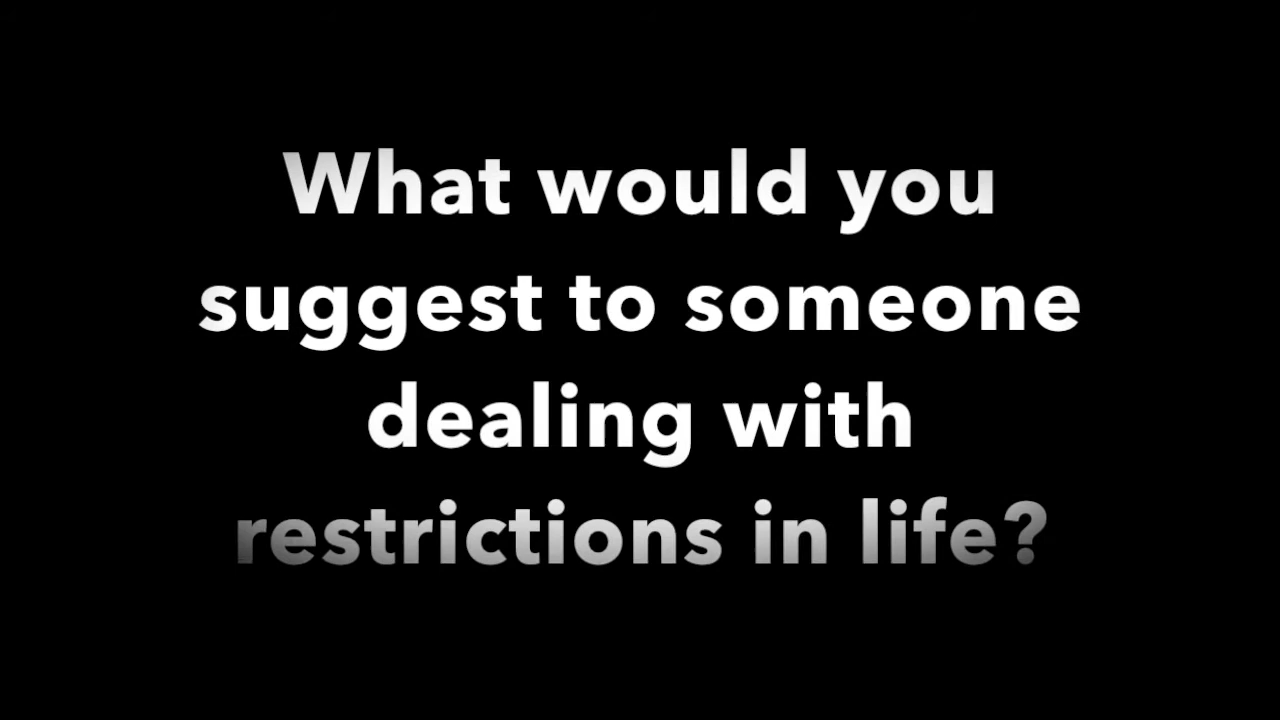 What would you
suggest to someone
dealing with
restrictions in life?